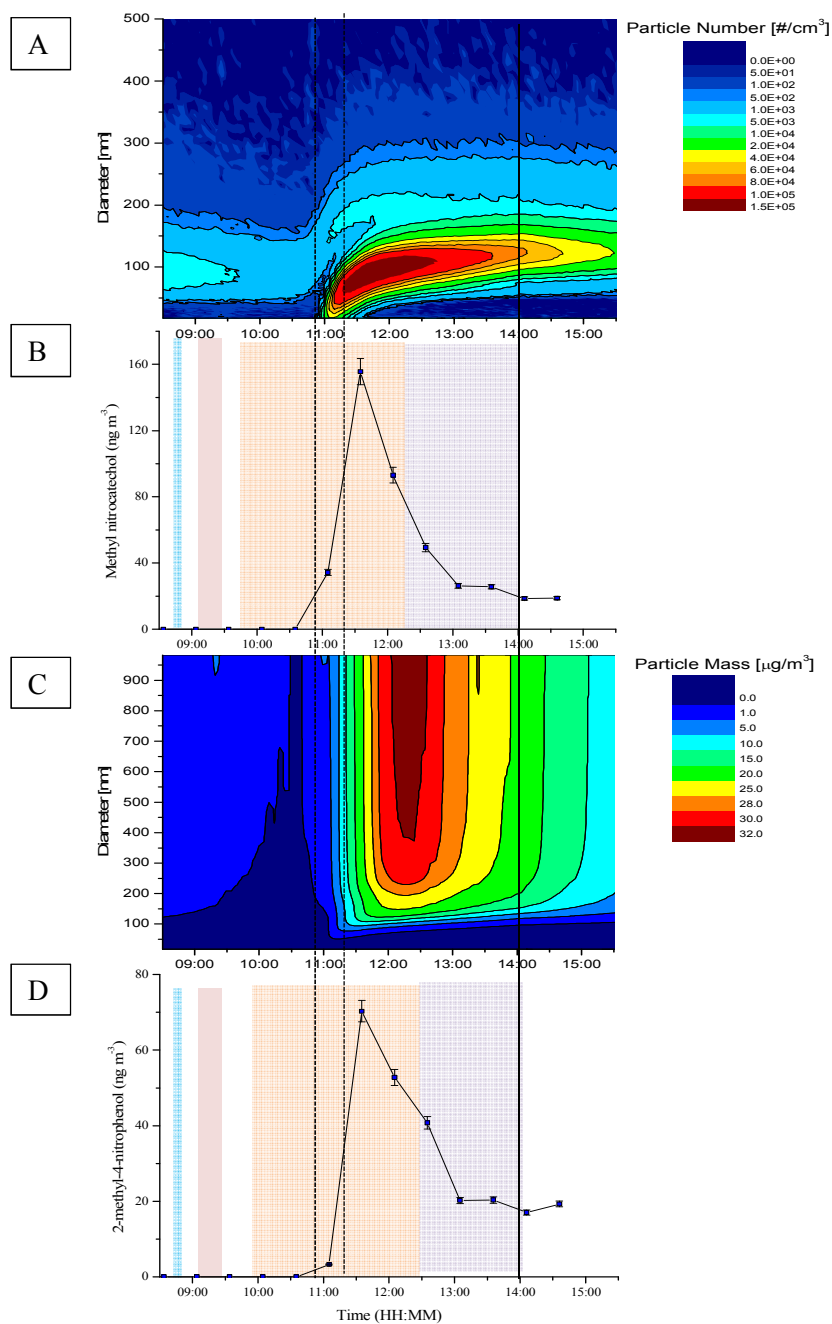 A
Particle Number [#/cm³]
500
400
300
200
100
Diameter [nm]
0.0E+00
5.0E+01
1.0E+02
5.0E+02
1.0E+03
5.0E+03
1.0E+04
2.0E+04
4.0E+04
8.0E+04
1.0E+05
1.5E+05
09:00 10:00 11:00 12:00 13:00 14:00 15:00
B
160
120
80
40
0
Methyl nitrocatechol (ng m⁻³)
09:00 10:00 11:00 12:00 13:00 14:00 15:00
C
Particle Mass [µg/m³]
900
800
700
600
500
400
300
200
100
Diameter [nm]
0.0
1.0
5.0
10.0
15.0
20.0
25.0
28.0
30.0
32.0
09:00 10:00 11:00 12:00 13:00 14:00 15:00
D
80
60
40
20
0
2-methyl-4-nitrophenol (ng m⁻³)
09:00 10:00 11:00 12:00 13:00 14:00 15:00
Time (HH:MM)